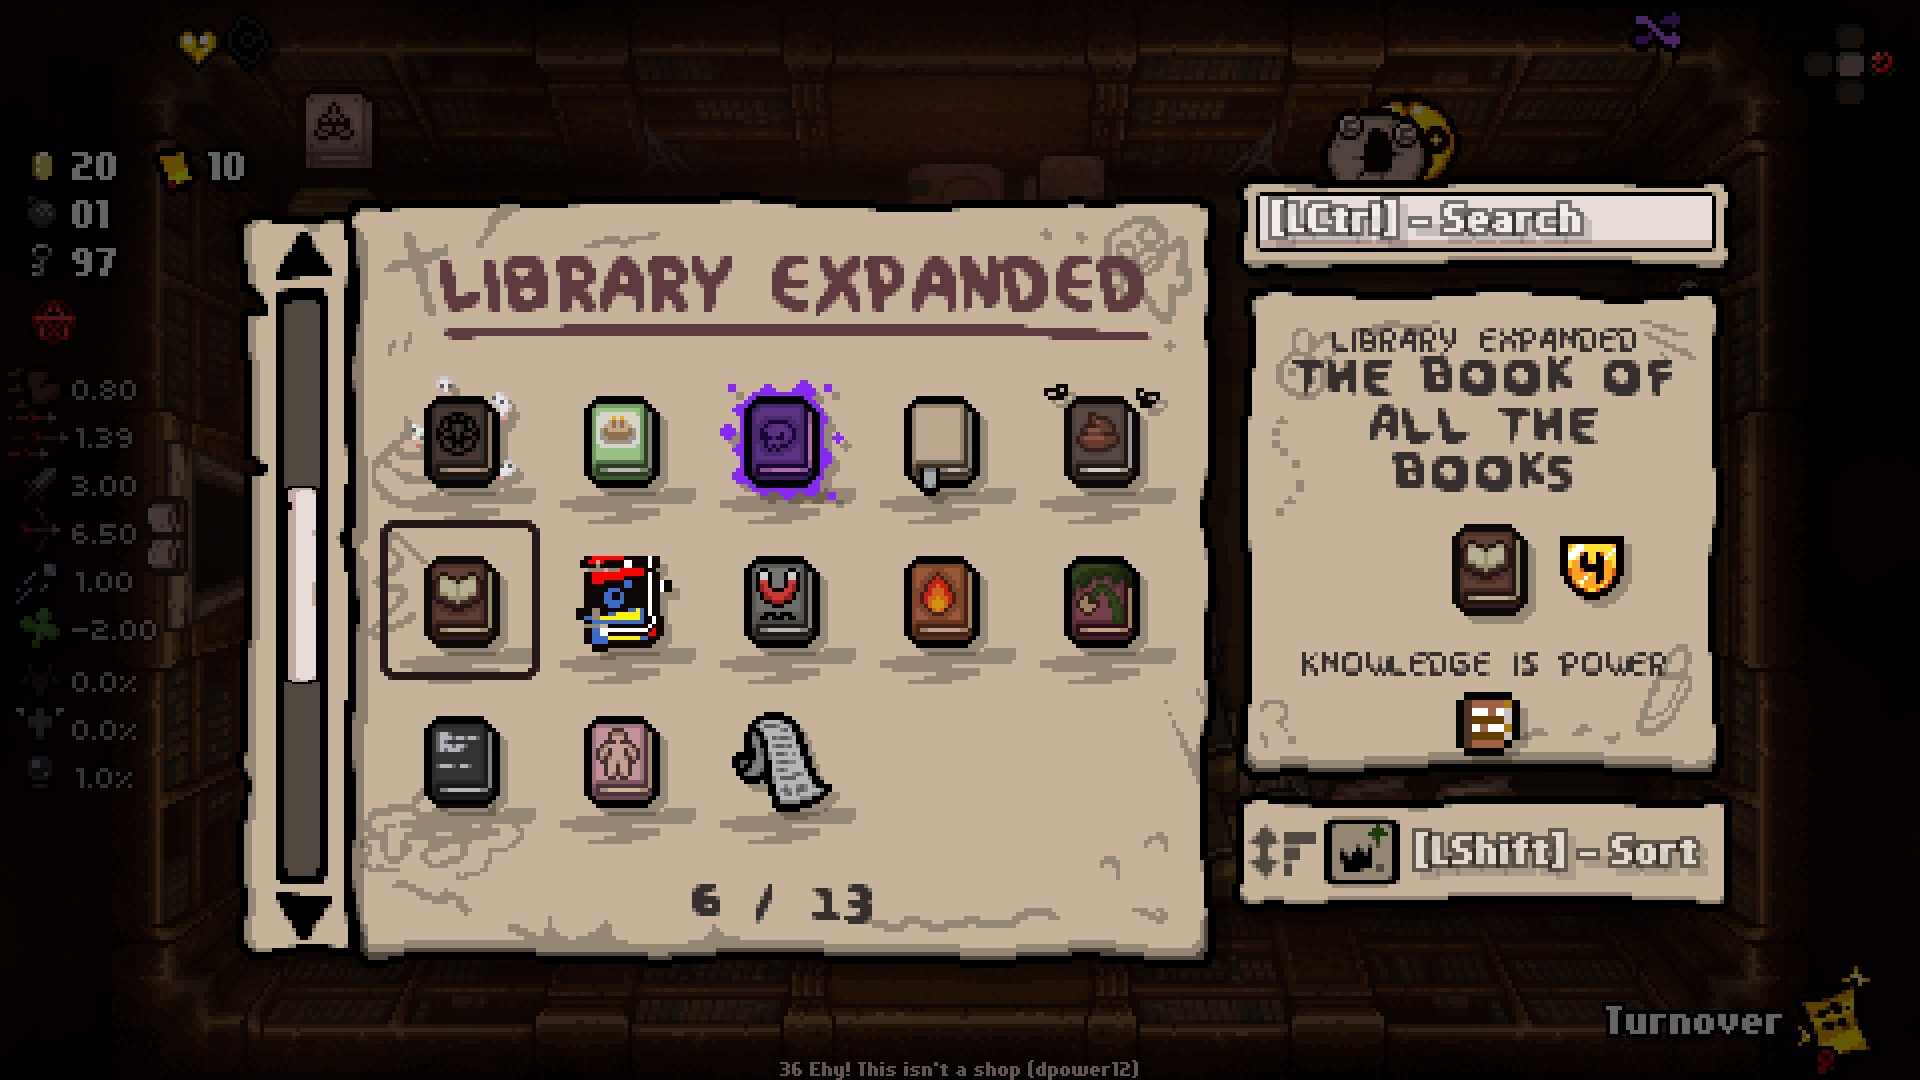 20 10
01
97
0.80
1.39
3.00
6.50
1.00
-2.00
0.0%
0.0%
1.0%
LIBRARY EXPANDED
6 / 13
[LCtrl] - Search
LIBRARY EXPANDED
THE BOOK OF
ALL THE
BOOKS
4
KNOWLEDGE IS POWER
[LShift] - Sort
Turnover
36 Ehy! This isn't a shop (dpower12)